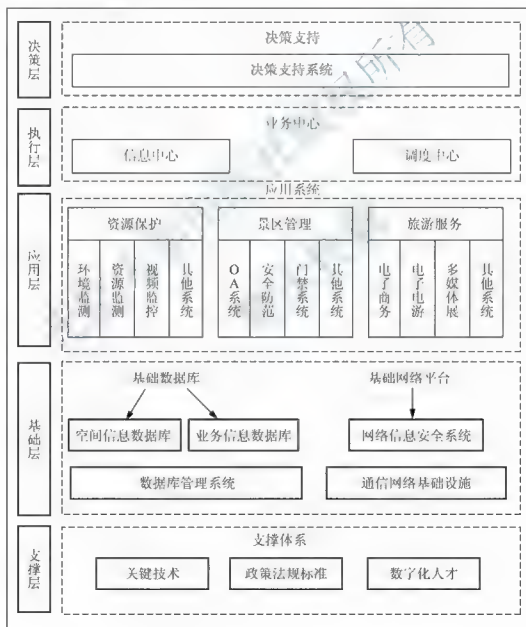 决策层
决策支持
决策支持系统
执行层
业务中心
信息中心
调度中心
应用层
应用系统
资源保护
环境监测
资源监测
视频监控
其他系统
景区管理
OA系统
安全防范
门禁系统
其他系统
旅游服务
电子商务
电子电游
多媒体展
其他系统
基础层
基础数据库
基础网络平台
空间信息数据库
业务信息数据库
网络信息安全系统
数据库管理系统
通信网络基础设施
支撑层
支撑体系
关键技术
政策法规标准
数字化人才